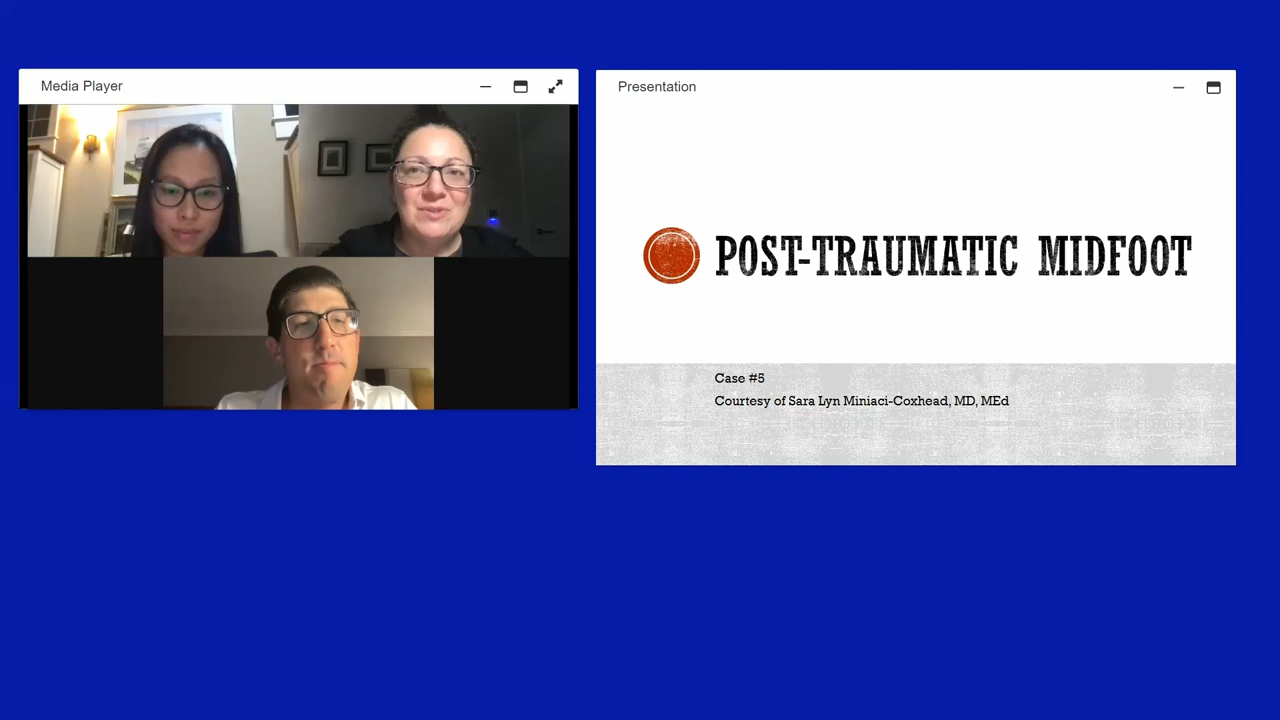 Media Player
Presentation
POST-TRAUMATIC MIDFOOT
Case #5
Courtesy of Sara Lyn Miniaci-Coxhead, MD, MEd